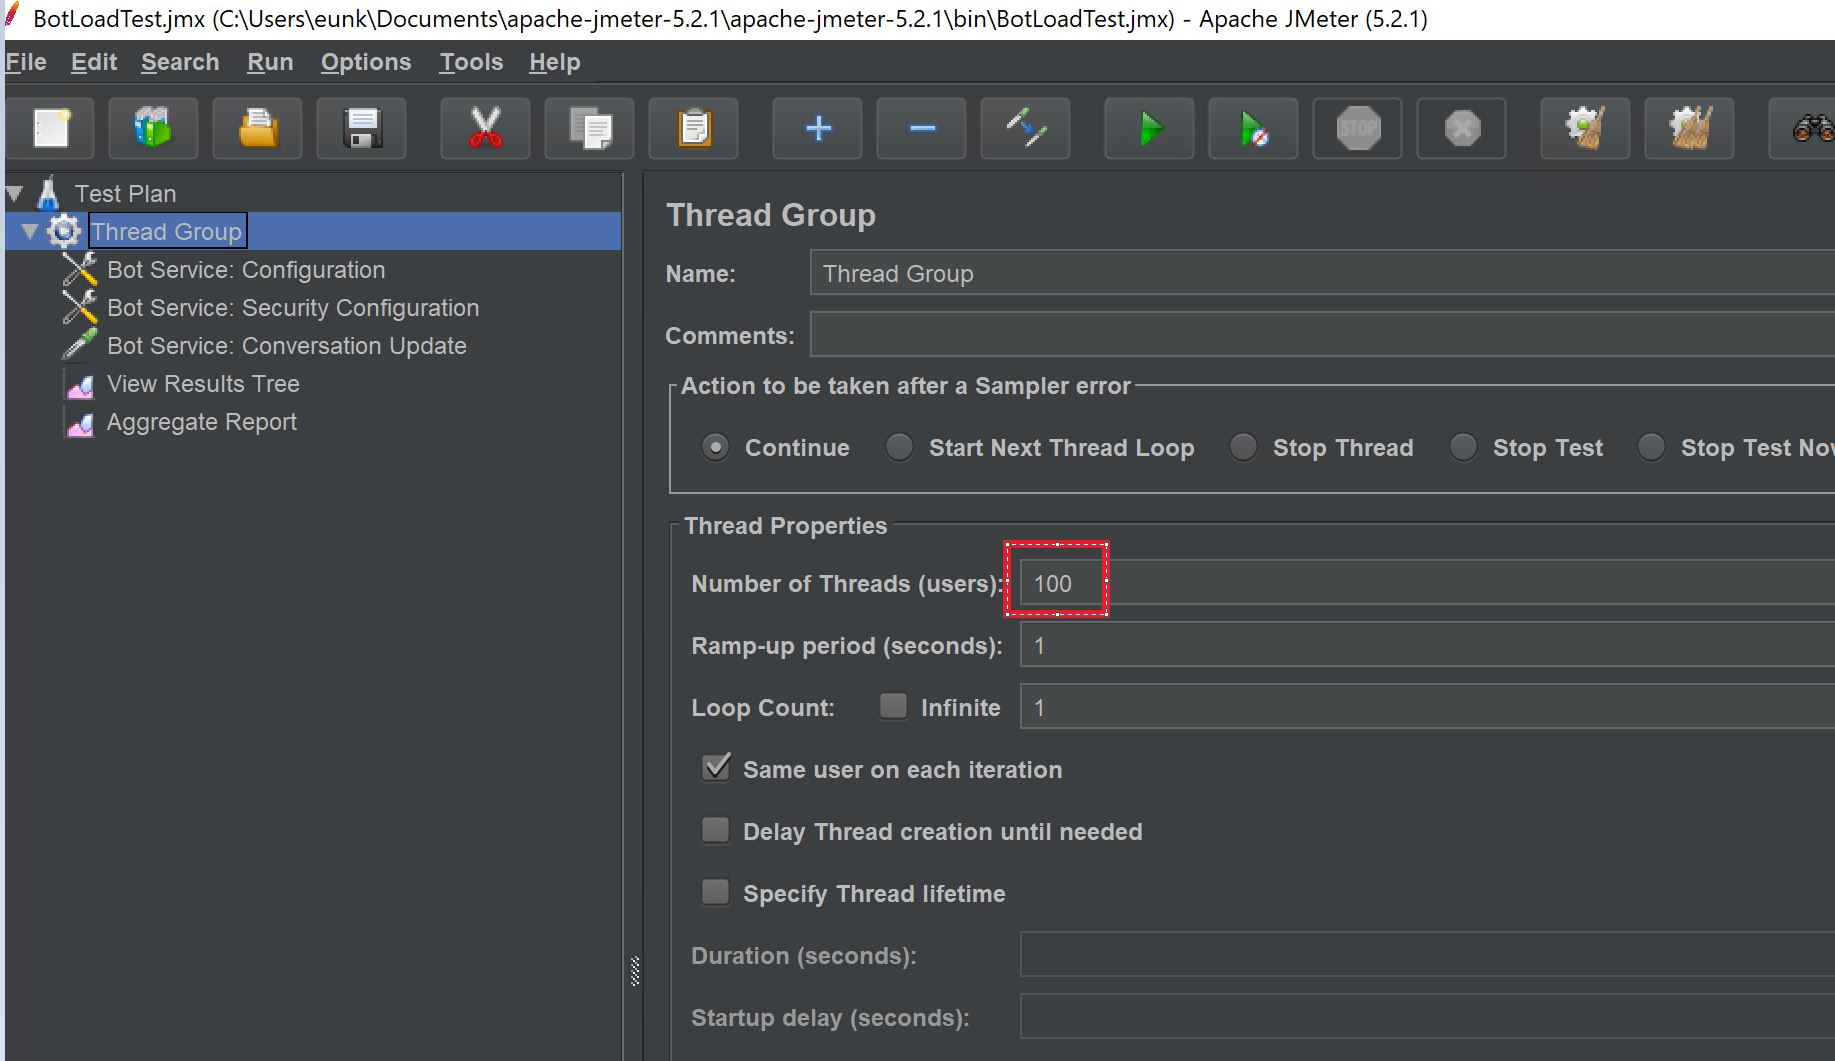 BotLoadTest.jmx (C:\Users\eunk\Documents\apache-jmeter-5.2.1\apache-jmeter-5.2.1\bin\BotLoadTest.jmx) - Apache JMeter (5.2.1)
File Edit Search Run Options Tools Help
STOP
Test Plan
Thread Group
Bot Service: Configuration
Bot Service: Security Configuration
Bot Service: Conversation Update
View Results Tree
Aggregate Report
Thread Group
Name: Thread Group
Comments:
Action to be taken after a Sampler error
Continue Start Next Thread Loop Stop Thread Stop Test Stop Test Now
Thread Properties
Number of Threads (users): 100
Ramp-up period (seconds): 1
Loop Count: Infinite 1
Same user on each iteration
Delay Thread creation until needed
Specify Thread lifetime
Duration (seconds):
Startup delay (seconds):